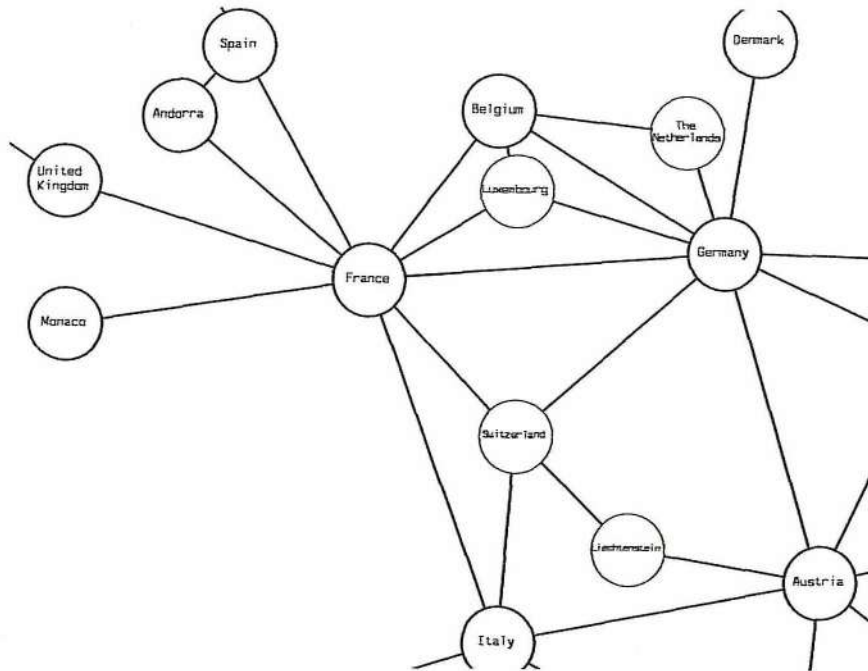 Spain
Denmark
Andorra
Belgium
The
Netherlands
United
Kingdom
Luxembourg
Germany
France
Monaco
Switzerland
Liechtenstein
Austria
Italy